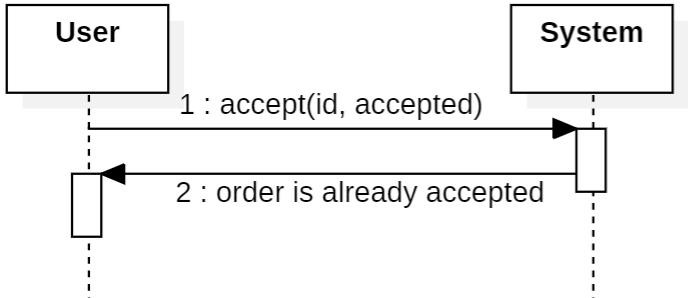 User
System
1 : accept(id, accepted)
2 : order is already accepted